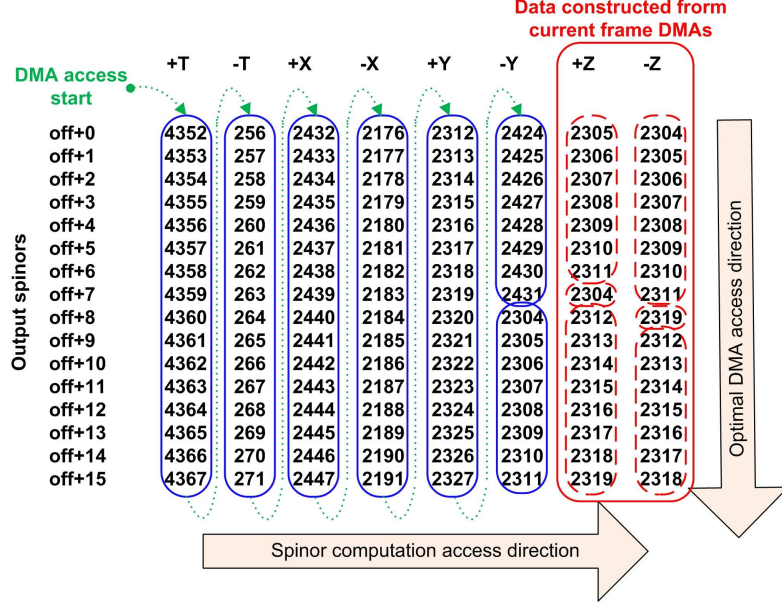 Data constructed frorm
current frame DMAs
+T -T +X -X +Y -Y +Z -Z
DMA access
start
off+0 4352 256 2432 2176 2312 2424 2305 2304
off+1 4353 257 2433 2177 2313 2425 2306 2305
off+2 4354 258 2434 2178 2314 2426 2307 2306
off+3 4355 259 2435 2179 2315 2427 2308 2307
off+4 4356 260 2436 2180 2316 2428 2309 2308
off+5 4357 261 2437 2181 2317 2429 2310 2309
off+6 4358 262 2438 2182 2318 2430 2311 2310
off+7 4359 263 2439 2183 2319 2431 2304 2311
off+8 4360 264 2440 2184 2320 2304 2312 2319
off+9 4361 265 2441 2185 2321 2305 2313 2312
off+10 4362 266 2442 2186 2322 2306 2314 2313
off+11 4363 267 2443 2187 2323 2307 2315 2314
off+12 4364 268 2444 2188 2324 2308 2316 2315
off+13 4365 269 2445 2189 2325 2309 2317 2316
off+14 4366 270 2446 2190 2326 2310 2318 2317
off+15 4367 271 2447 2191 2327 2311 2319 2318
Output spinors
Optimal DMA access direction
Spinor computation access direction